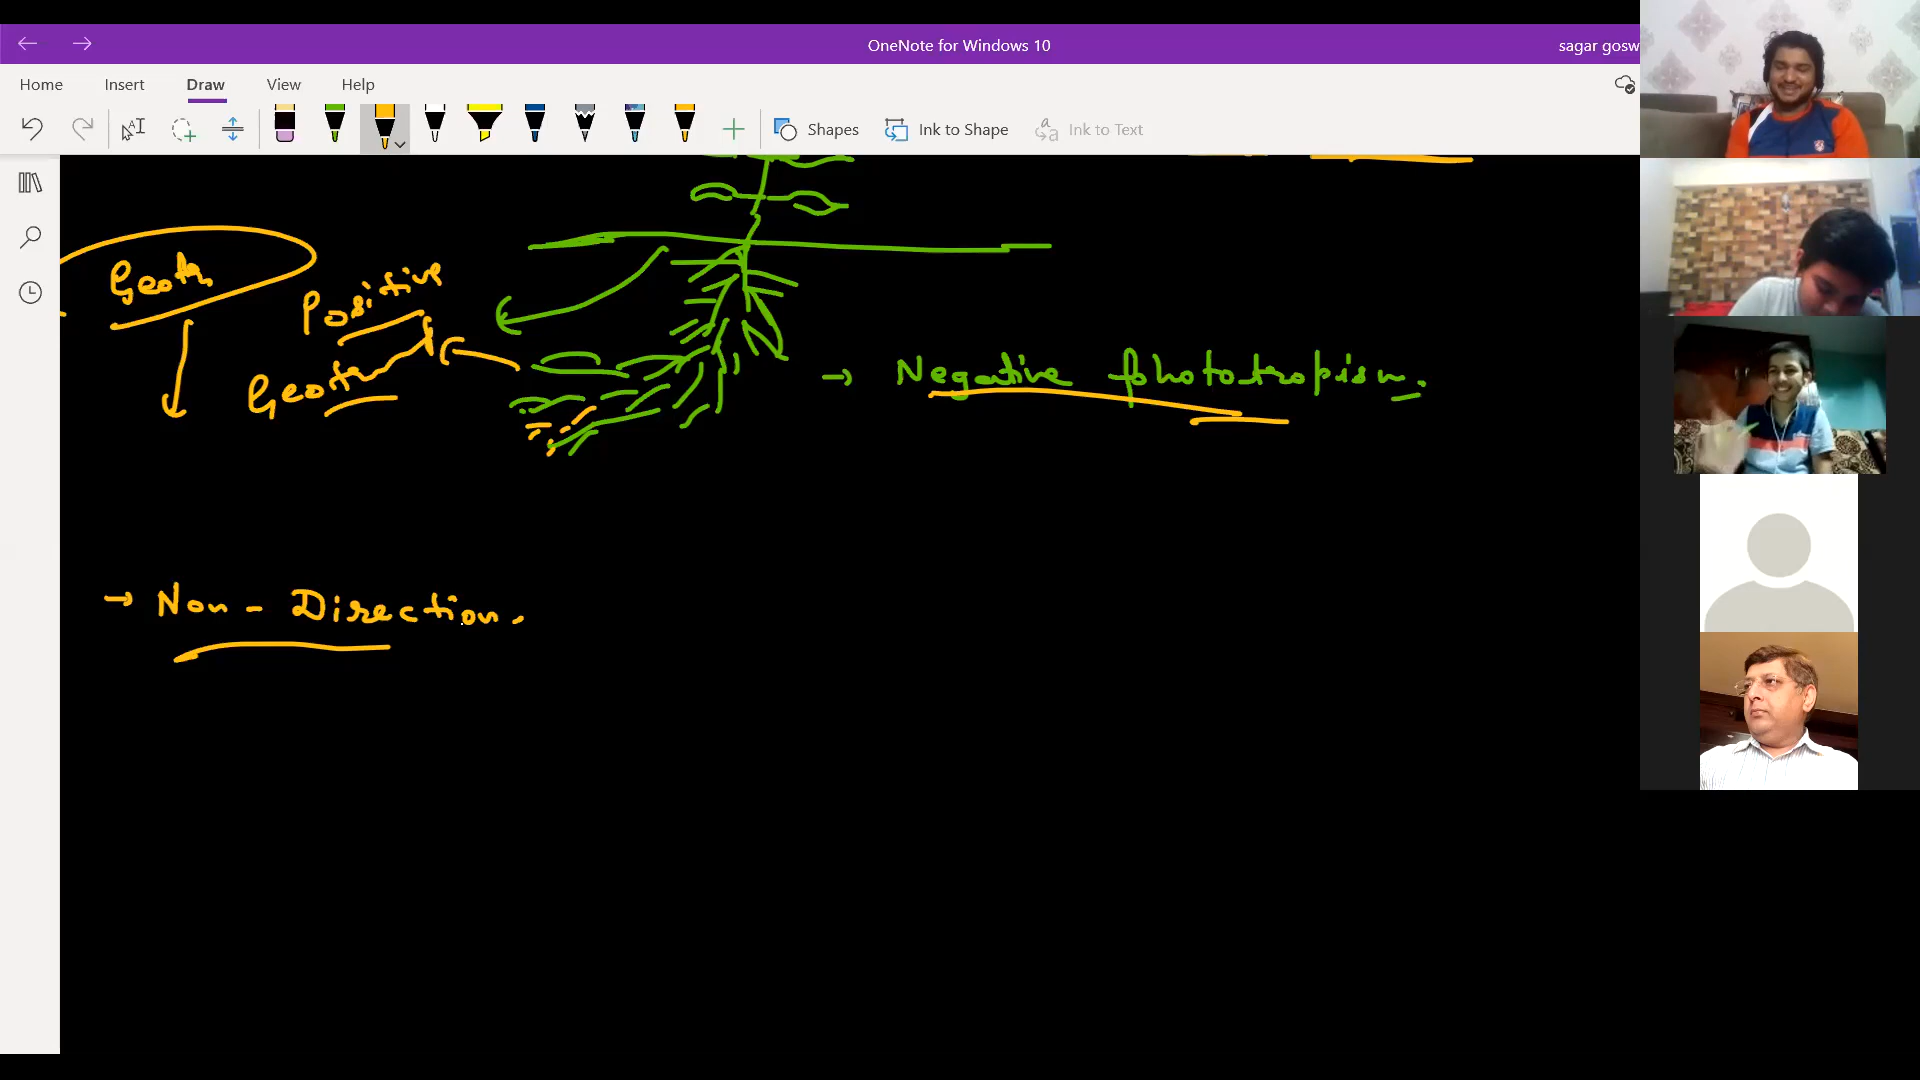 OneNote for Windows 10
sagar gosw
Home Insert Draw View Help
Shapes Ink to Shape Ink to Text
Geotr
Positive
Geotr
→ Negative phototropism.
→ Non - Direction.